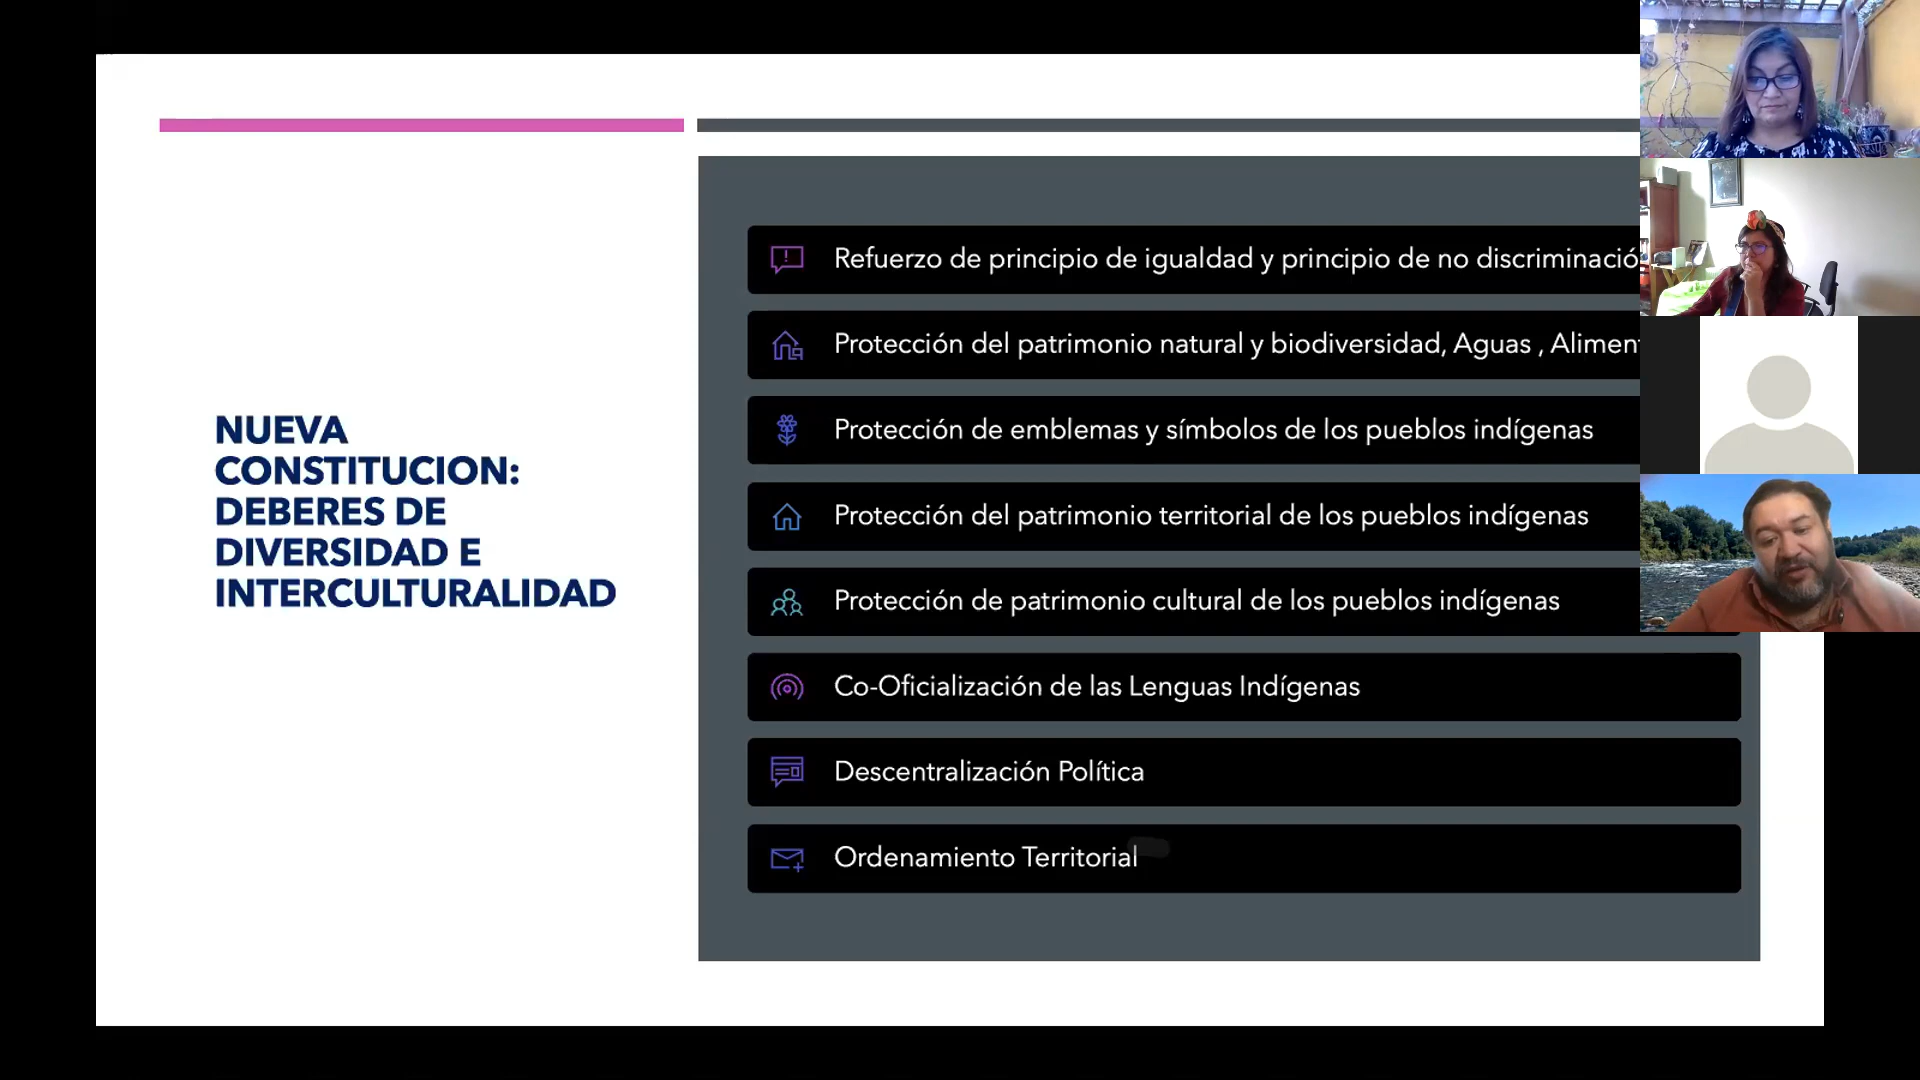 NUEVA
CONSTITUCION:
DEBERES DE
DIVERSIDAD E
INTERCULTURALIDAD
Refuerzo de principio de igualdad y principio de no discriminació
Protección del patrimonio natural y biodiversidad, Aguas , Alimen
Protección de emblemas y símbolos de los pueblos indígenas
Protección del patrimonio territorial de los pueblos indígenas
Protección de patrimonio cultural de los pueblos indígenas
Co-Oficialización de las Lenguas Indígenas
Descentralización Política
Ordenamiento Territorial